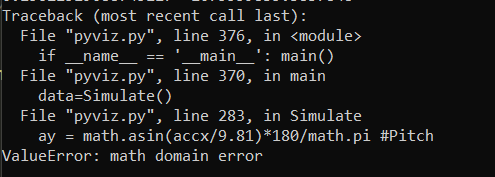 Traceback (most recent call last):
  File "pyviz.py", line 376, in <module>
    if __name__ == '__main__': main()
  File "pyviz.py", line 370, in main
    data=Simulate()
  File "pyviz.py", line 283, in Simulate
    ay = math.asin(accx/9.81)*180/math.pi #Pitch
ValueError: math domain error